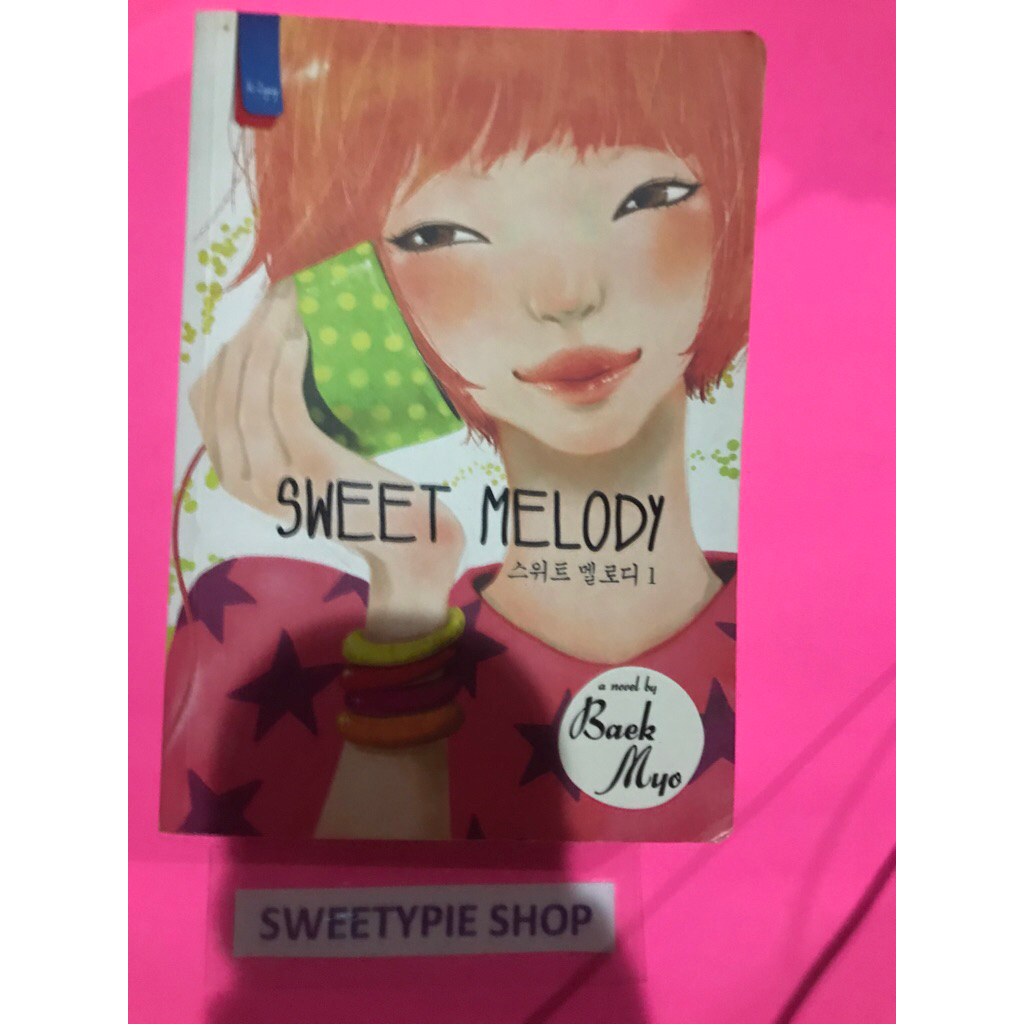 SWEET MELODY
스위트 멜로디 1
a novel by
Baek
Myo
SWEETYPIE SHOP